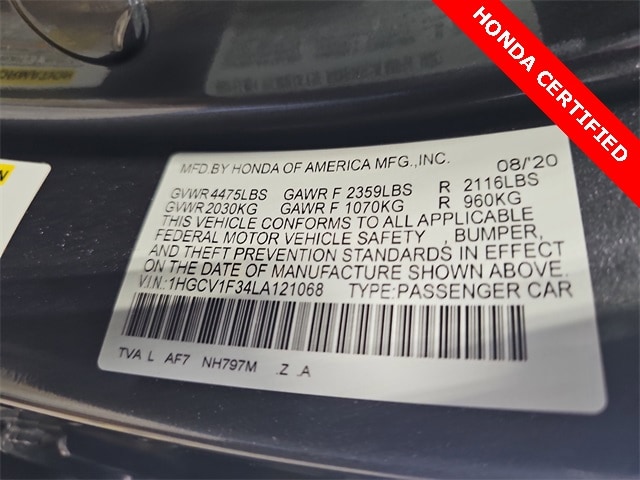 HONDA CERTIFIED
MFD.BY HONDA OF AMERICA MFG.,INC. 08/'20
GVWR 4475LBS GAWR F 2359LBS R 2116LBS
GVWR 2030KG GAWR F 1070KG R 960KG
THIS VEHICLE CONFORMS TO ALL APPLICABLE
FEDERAL MOTOR VEHICLE SAFETY , BUMPER,
AND THEFT PREVENTION STANDARDS IN EFFECT
ON THE DATE OF MANUFACTURE SHOWN ABOVE.
V.I.N.:1HGCV1F34LA121068 TYPE:PASSENGER CAR
TVA L AF7 NH797M .Z .A